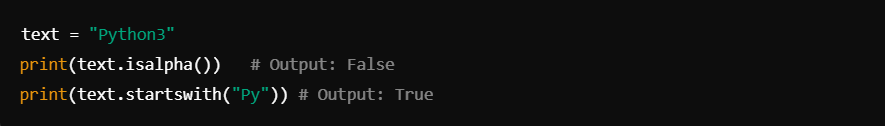 text = "Python3"
print(text.isalpha())   # Output: False
print(text.startswith("Py")) # Output: True